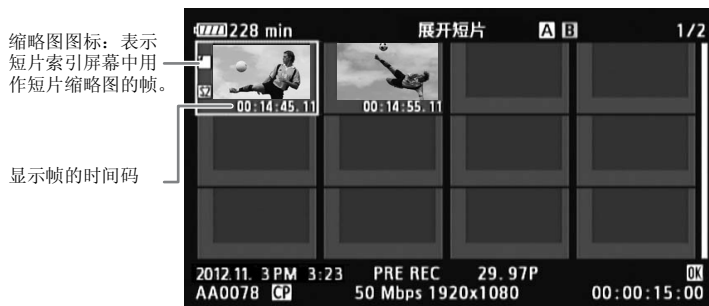 228 min 展开短片 A B 1/2
缩略图图标：表示
短片索引屏幕中用
作短片缩略图的帧。
00:14:45.11 00:14:55.11
显示帧的时间码
2012.11. 3 PM 3:23 PRE REC 29.97P OK
AA0078 CP 50 Mbps 1920x1080 00:00:15:00